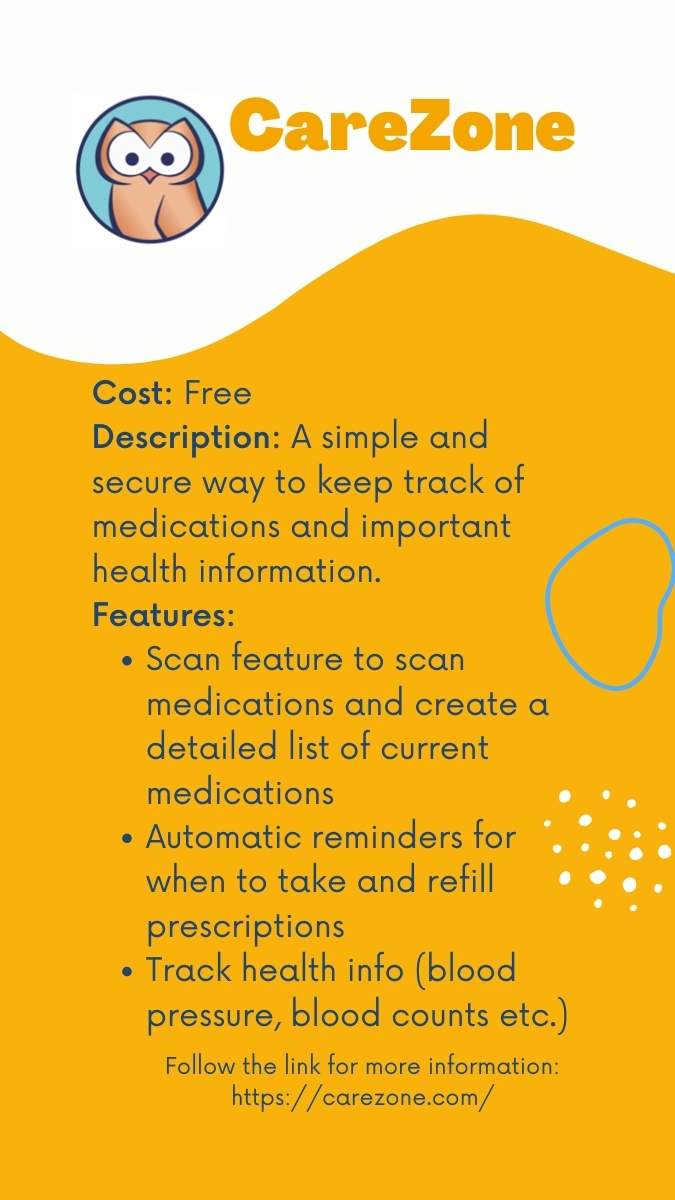 CareZone
Cost: Free
Description: A simple and
secure way to keep track of
medications and important
health information.
Features:
• Scan feature to scan
medications and create a
detailed list of current
medications
• Automatic reminders for
when to take and refill
prescriptions
• Track health info (blood
pressure, blood counts etc.)
Follow the link for more information:
https://carezone.com/